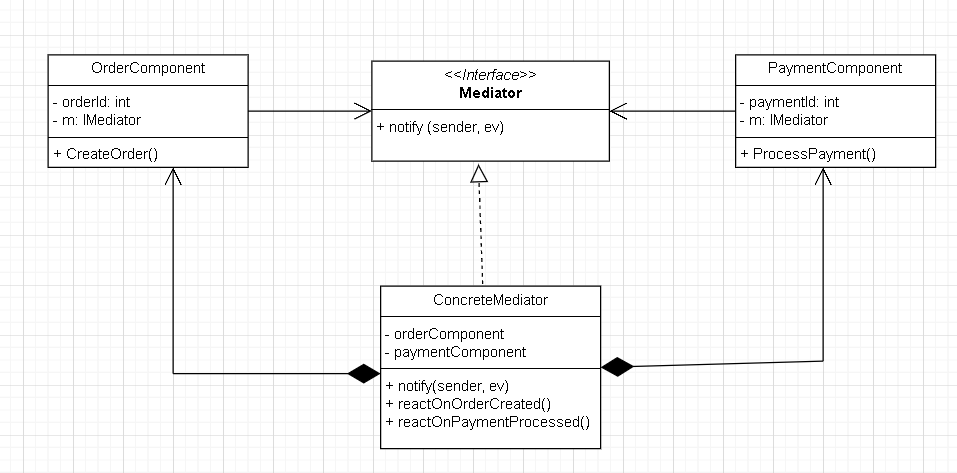 OrderComponent
- orderId: int
- m: IMediator
+ CreateOrder()
<<Interface>>
Mediator
+ notify (sender, ev)
PaymentComponent
- paymentId: int
- m: IMediator
+ ProcessPayment()
ConcreteMediator
- orderComponent
- paymentComponent
+ notify(sender, ev)
+ reactOnOrderCreated()
+ reactOnPaymentProcessed()